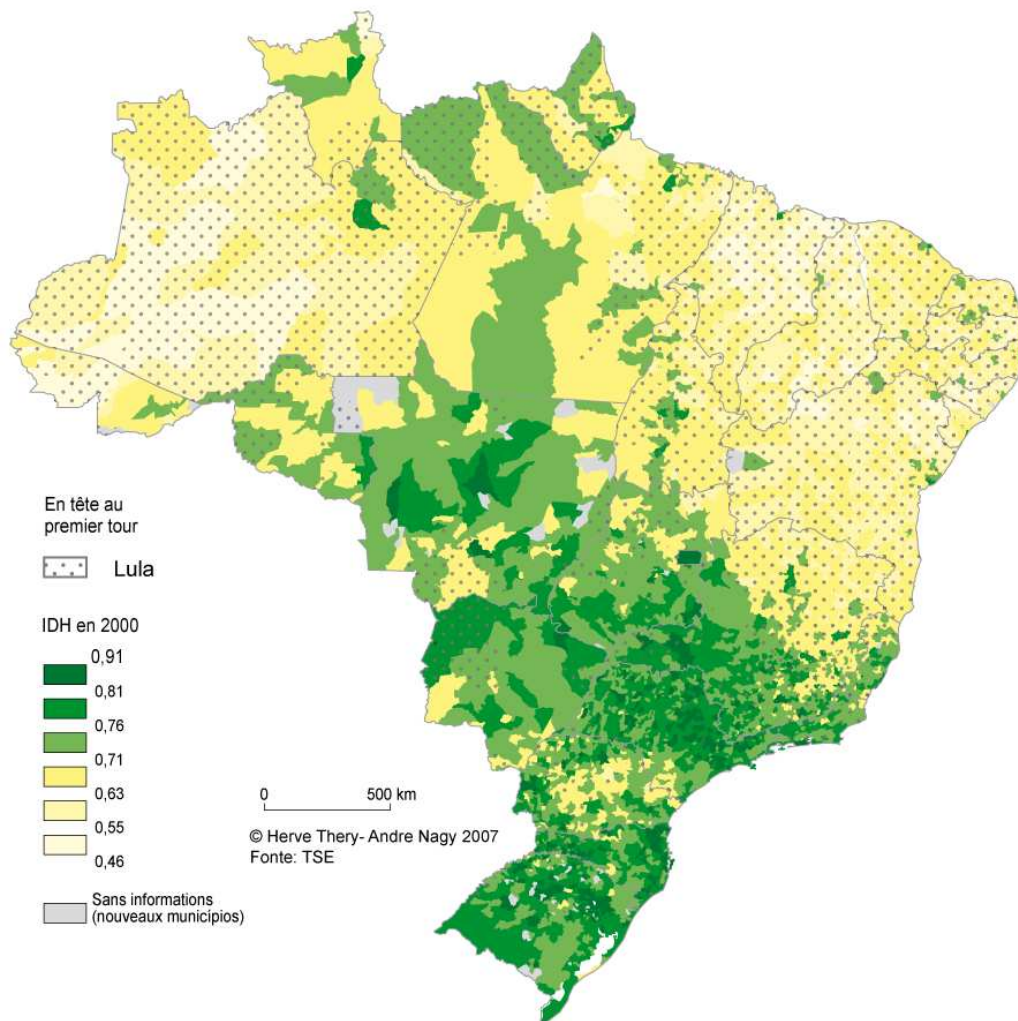 En tête au
premier tour
Lula
IDH en 2000
0,91
0,81
0,76
0,71
0,63
0,55
0,46
Sans informations
(nouveaux municípios)
0 500 km
© Herve Thery- Andre Nagy 2007
Fonte: TSE